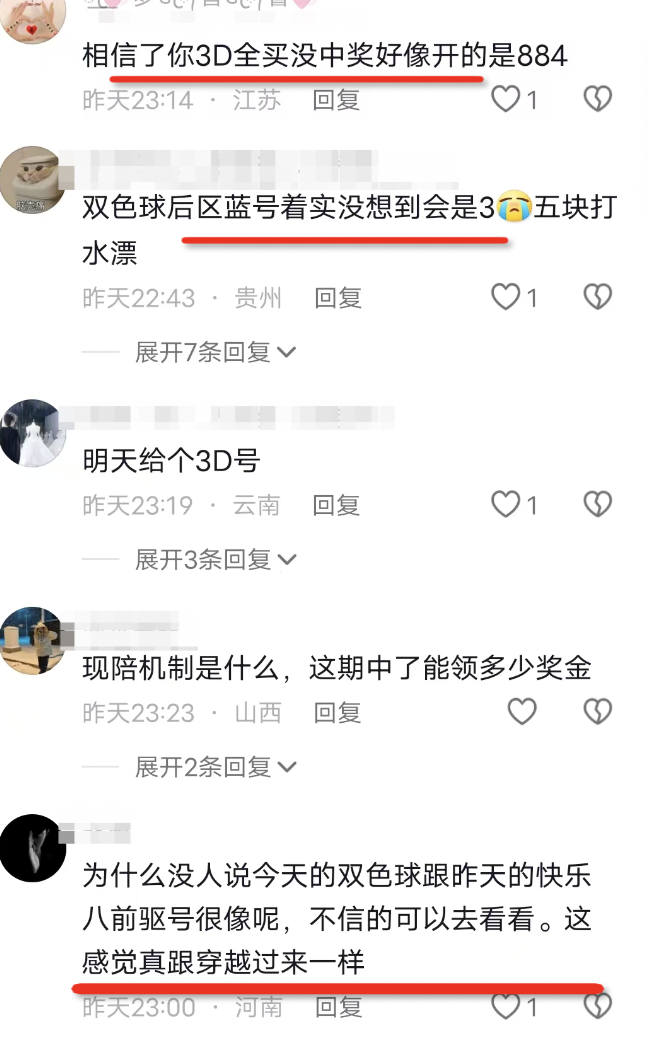 相信了你3D全买没中奖好像开的是884
昨天23:14 · 江苏 回复 1
双色球后区蓝号着实没想到会是3😭五块打
水漂
昨天22:43 · 贵州 回复 1
展开7条回复
明天给个3D号
昨天23:19 · 云南 回复 1
展开3条回复
现陪机制是什么，这期中了能领多少奖金
昨天23:23 · 山西 回复
展开2条回复
为什么没人说今天的双色球跟昨天的快乐
八前驱号很像呢，不信的可以去看看。这
感觉真跟穿越过来一样
昨天23:00 · 河南 回复 1